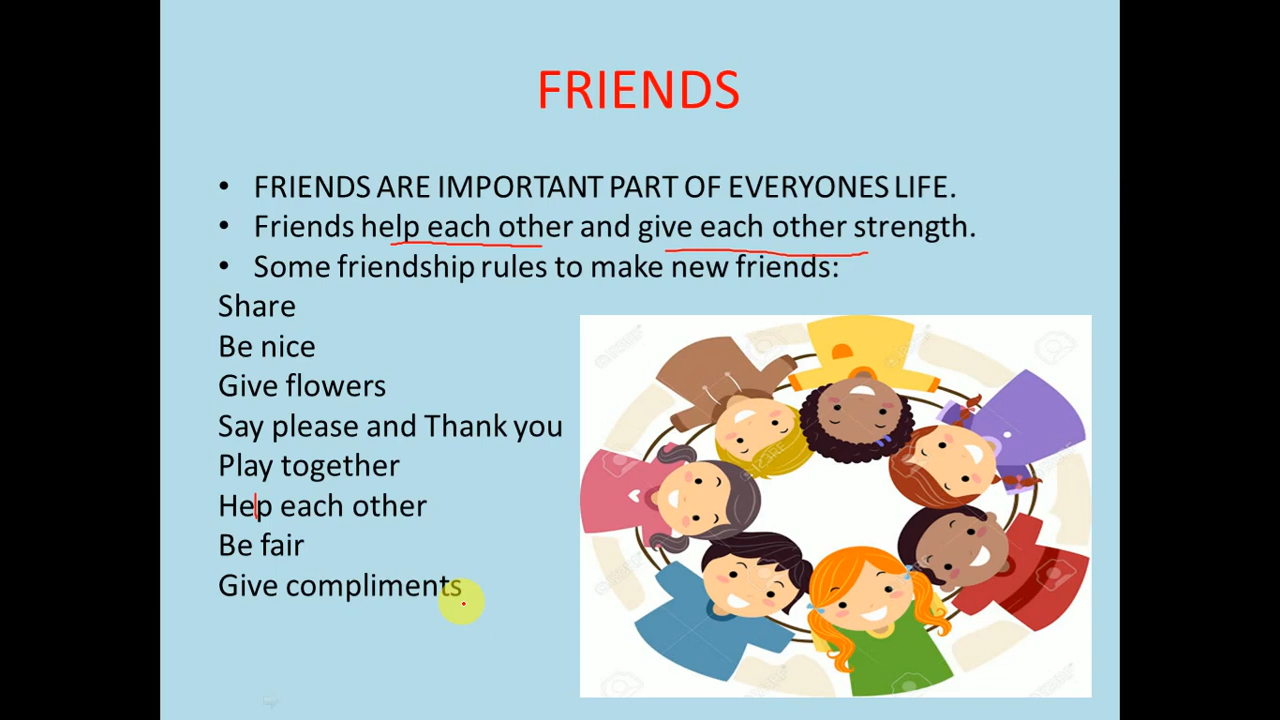 FRIENDS
• FRIENDS ARE IMPORTANT PART OF EVERYONES LIFE.
• Friends help each other and give each other strength.
• Some friendship rules to make new friends:
Share
Be nice
Give flowers
Say please and Thank you
Play together
Help each other
Be fair
Give compliments